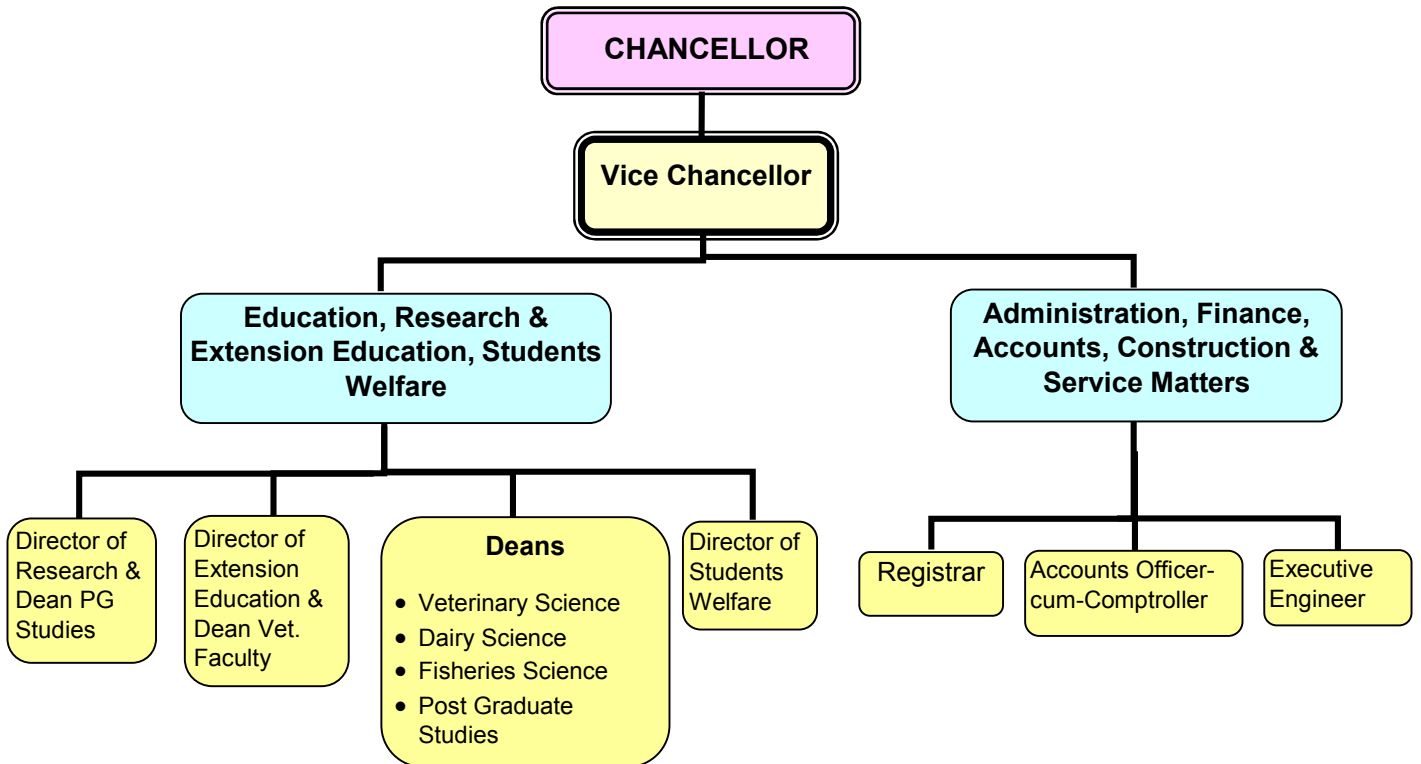 CHANCELLOR
Vice Chancellor
Education, Research &
Extension Education, Students
Welfare
Administration, Finance,
Accounts, Construction &
Service Matters
Director of
Research &
Dean PG
Studies
Director of
Extension
Education &
Dean Vet.
Faculty
Deans
• Veterinary Science
• Dairy Science
• Fisheries Science
• Post Graduate
Studies
Director of
Students
Welfare
Registrar
Accounts Officer-
cum-Comptroller
Executive
Engineer